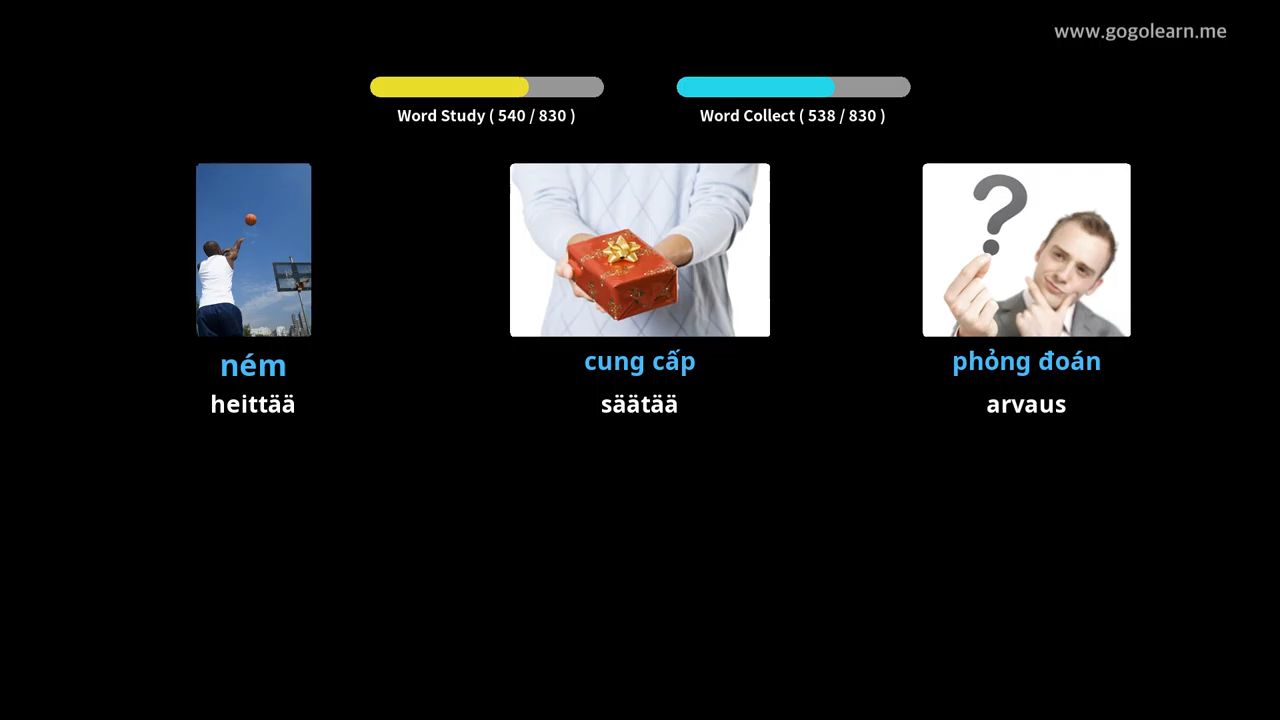 www.gogolearn.me
Word Study ( 540 / 830 )
Word Collect ( 538 / 830 )
ném
cung cấp
phỏng đoán
heittää
säätää
arvaus